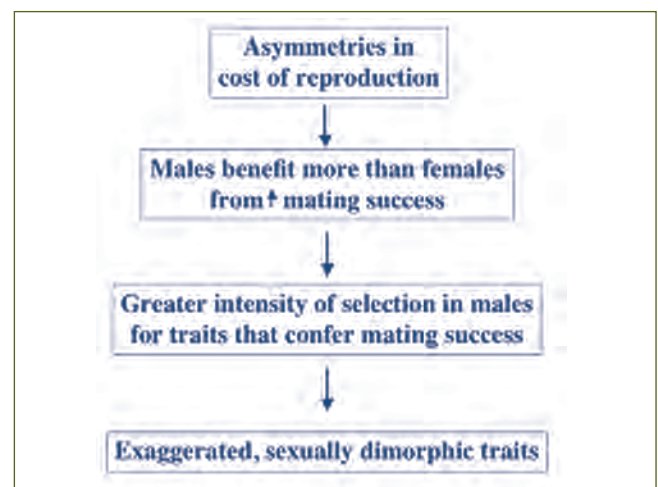 Asymmetries in
cost of reproduction
Males benefit more than females
from ↑ mating success
Greater intensity of selection in males
for traits that confer mating success
Exaggerated, sexually dimorphic traits